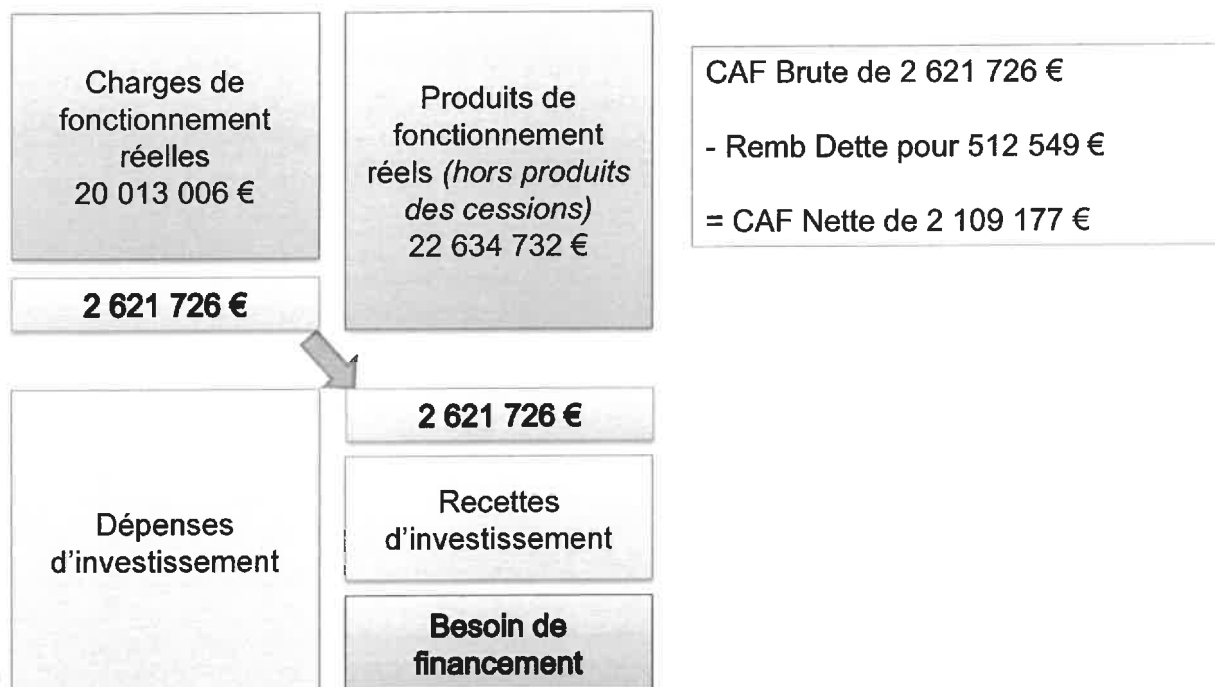 Charges de
fonctionnement
réelles
20 013 006 €
2 621 726 €
Produits de
fonctionnement
réels (hors produits
des cessions)
22 634 732 €
CAF Brute de 2 621 726 €
- Remb Dette pour 512 549 €
= CAF Nette de 2 109 177 €
Dépenses
d’investissement
2 621 726 €
Recettes
d’investissement
Besoin de
financement